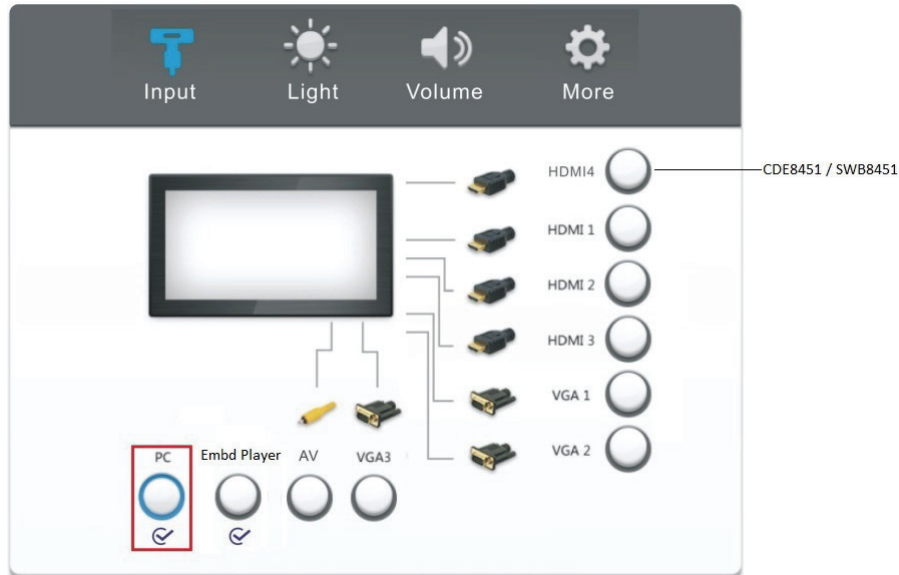 Input
Light
Volume
More
HDMI4
CDE8451 / SWB8451
HDMI 1
HDMI 2
HDMI 3
VGA 1
VGA 2
PC
Embd Player
AV
VGA3